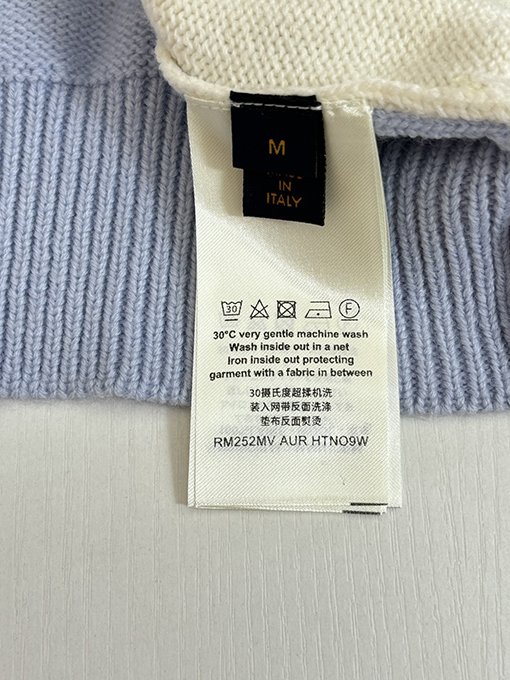 M
IN
ITALY
30
F
30°C very gentle machine wash
Wash inside out in a net
Iron inside out protecting
garment with a fabric in between
30摄氏度超揉机洗
装入网带反面洗涤
垫布反面熨烫
RM252MV AUR HTNO9W